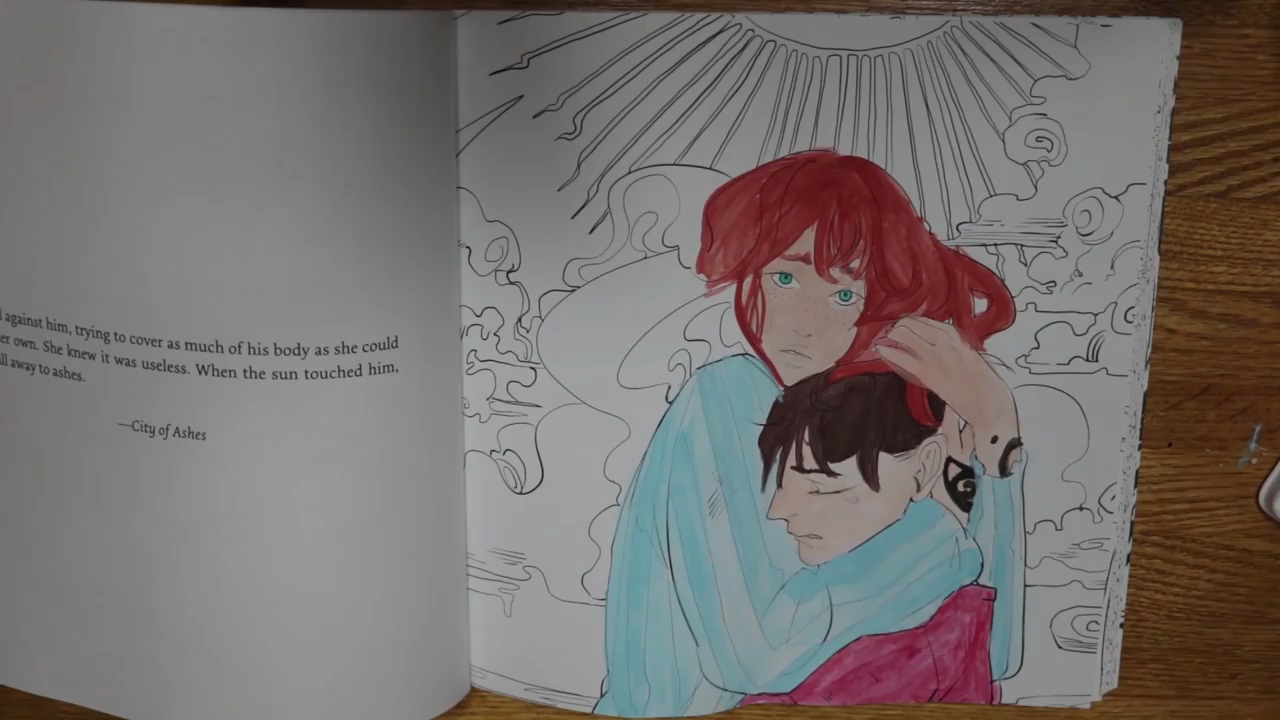 against him, trying to cover as much of his body as she could
er own. She knew it was useless. When the sun touched him,
ll away to ashes.
—City of Ashes